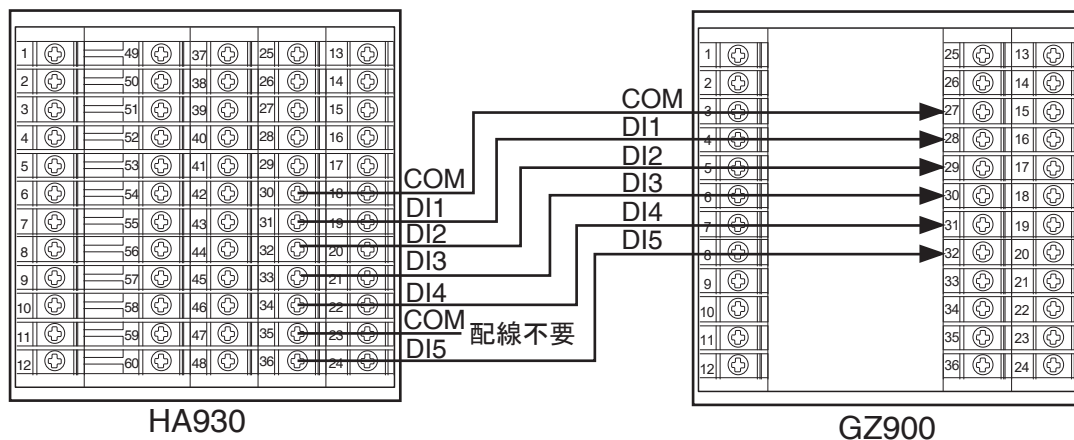 1 49 37 25 13
2 50 38 26 14
3 51 39 27 15
4 52 40 28 16
5 53 41 29 17
6 54 42 30 18
7 55 43 31 19
8 56 44 32 20
9 57 45 33 21
10 58 46 34 22
11 59 47 35 23
12 60 48 36 24
COM
DI1
DI2
DI3
DI4
COM 配線不要
DI5
HA930
COM
DI1
DI2
DI3
DI4
DI5
1 25 13
2 26 14
3 27 15
4 28 16
5 29 17
6 30 18
7 31 19
8 32 20
9 33 21
10 34 22
11 35 23
12 36 24
GZ900